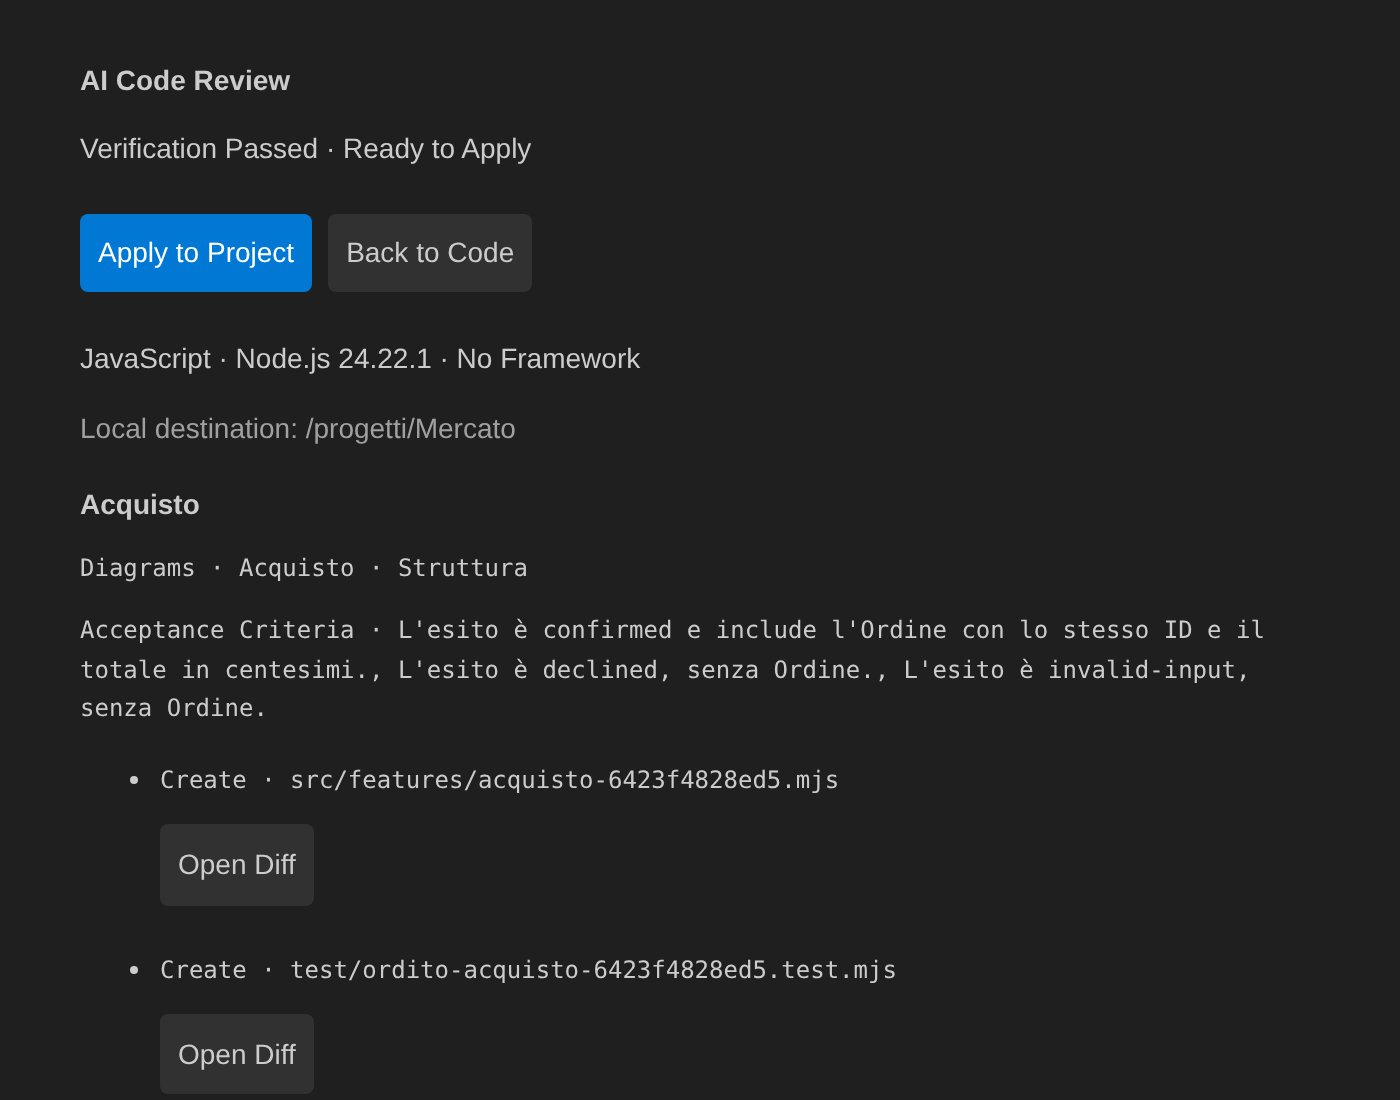 AI Code Review
Verification Passed · Ready to Apply
Apply to Project
Back to Code
JavaScript · Node.js 24.22.1 · No Framework
Local destination: /progetti/Mercato
Acquisto
Diagrams · Acquisto · Struttura
Acceptance Criteria · L'esito è confirmed e include l'Ordine con lo stesso ID e il
totale in centesimi., L'esito è declined, senza Ordine., L'esito è invalid-input,
senza Ordine.
Create · src/features/acquisto-6423f4828ed5.mjs
Open Diff
Create · test/ordito-acquisto-6423f4828ed5.test.mjs
Open Diff